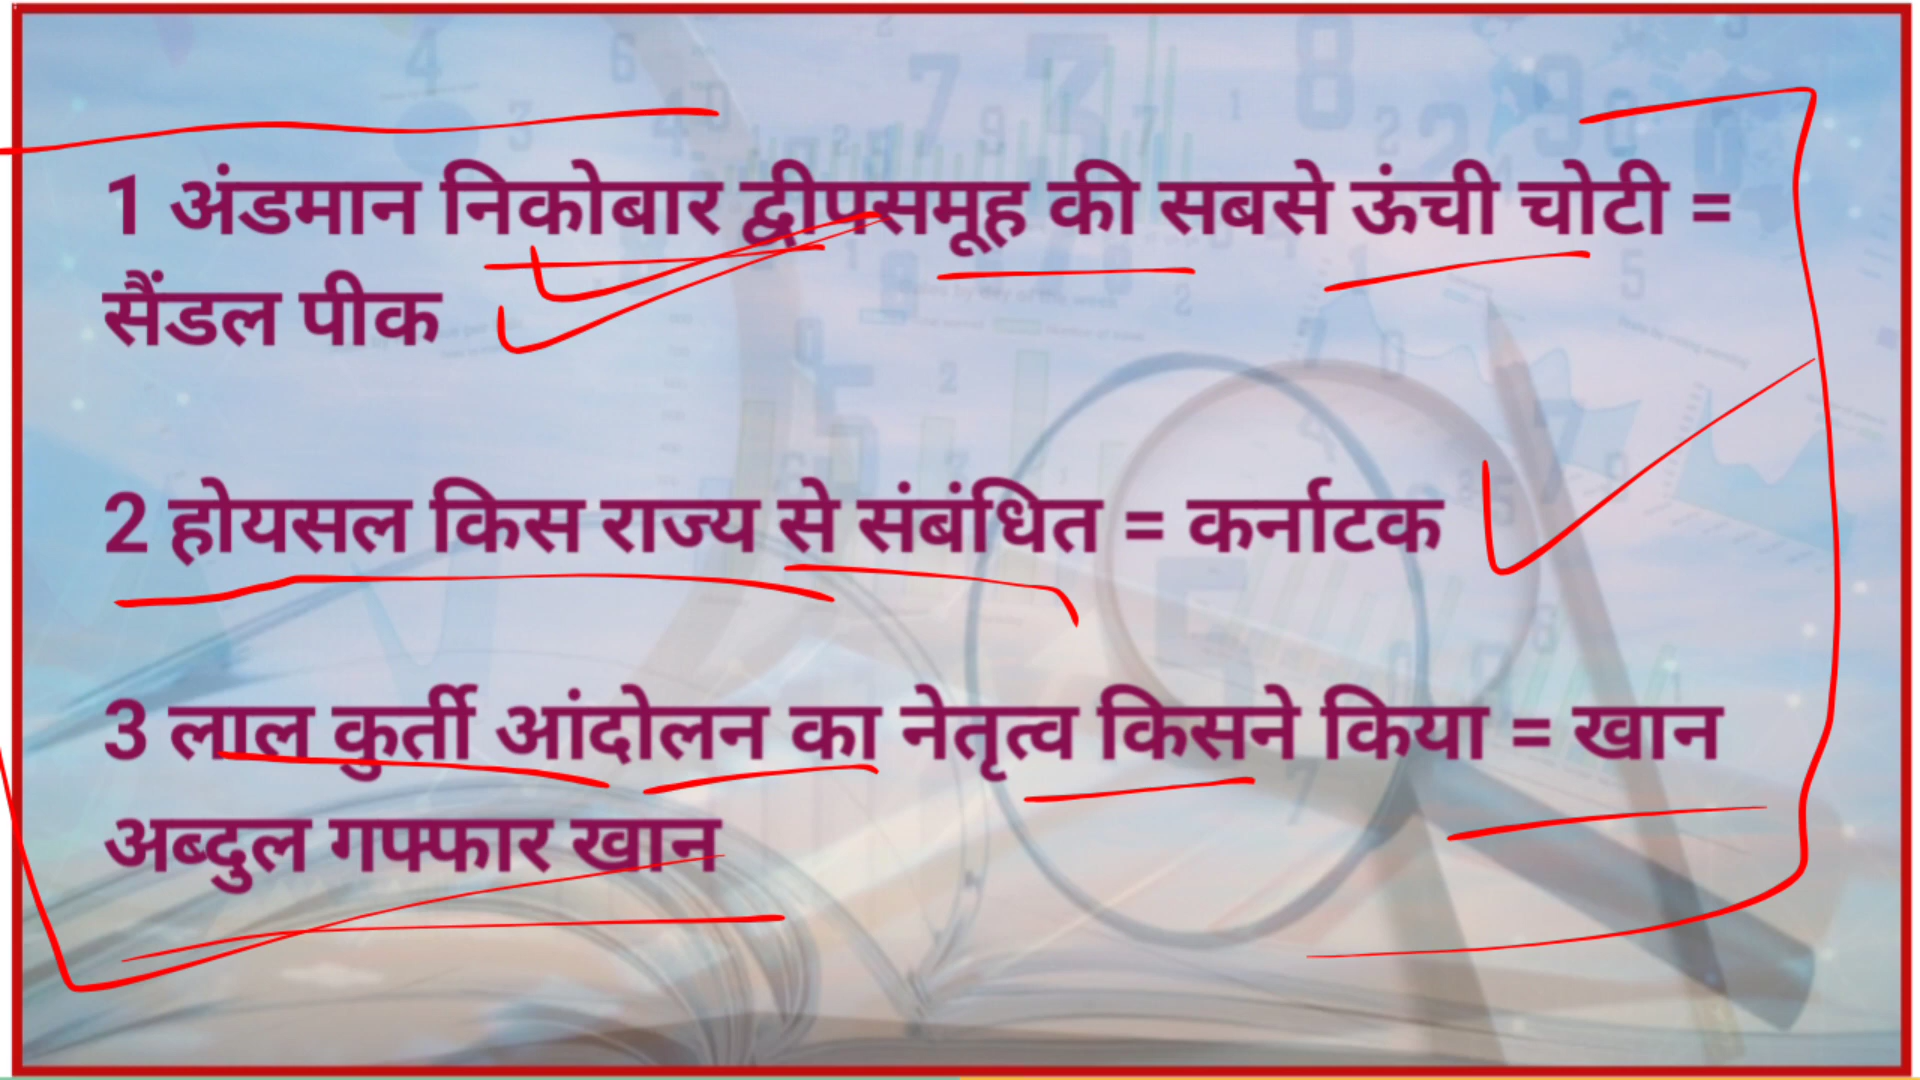 1 अंडमान निकोबार द्वीपसमूह की सबसे ऊंची चोटी =
सैंडल पीक
2 होयसल किस राज्य से संबंधित = कर्नाटक
3 लाल कुर्ती आंदोलन का नेतृत्व किसने किया = खान
अब्दुल गफ्फार खान